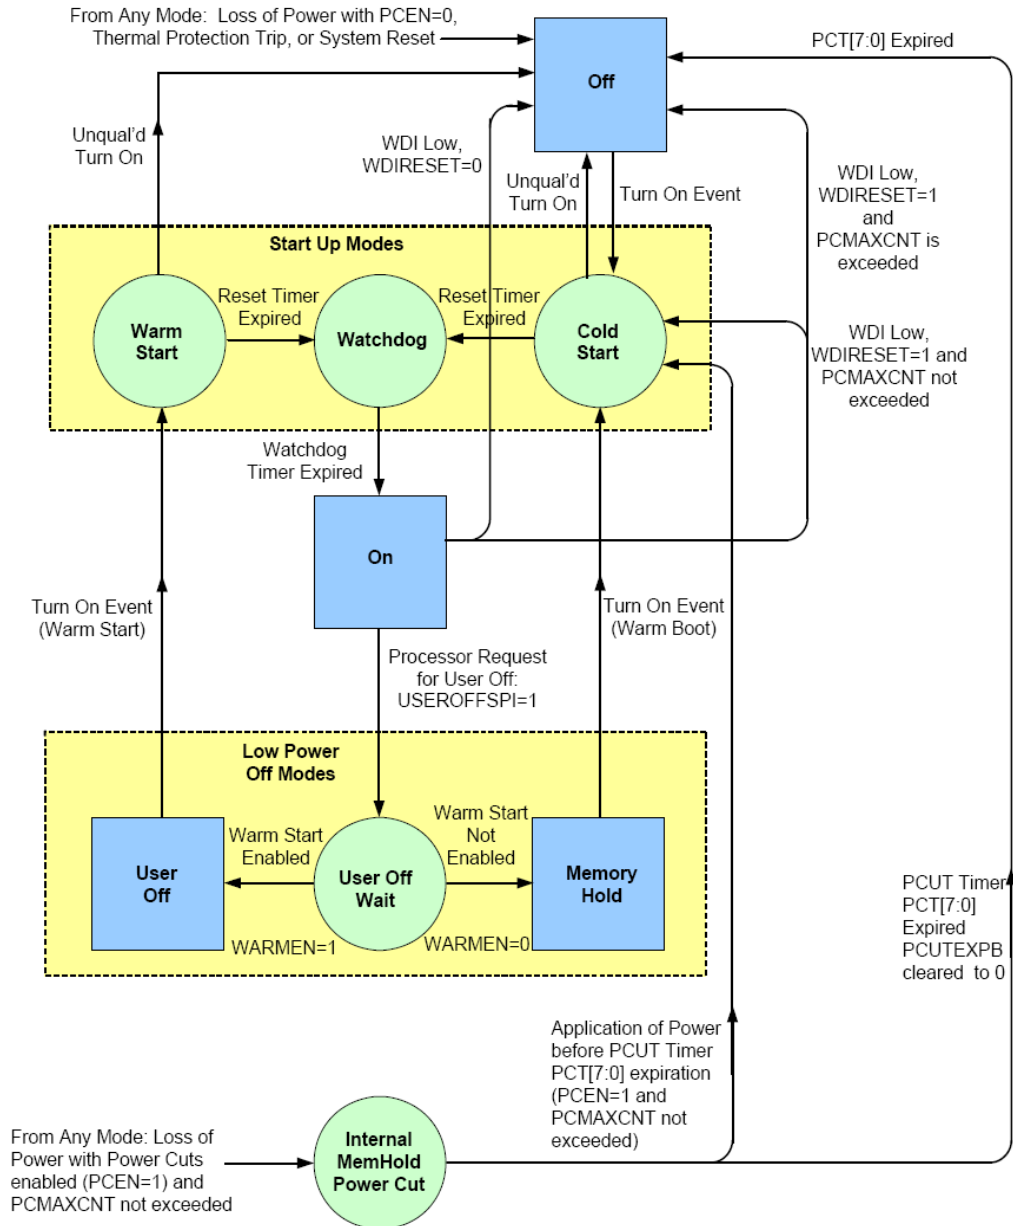 From Any Mode: Loss of Power with PCEN=0,
Thermal Protection Trip, or System Reset
Off
PCT[7:0] Expired
Unqual'd
Turn On
WDI Low,
WDIRESET=0
Unqual'd
Turn On
Turn On Event
WDI Low,
WDIRESET=1
and
PCMAXCNT is
exceeded
Start Up Modes
Warm
Start
Reset Timer
Expired
Watchdog
Reset Timer
Expired
Cold
Start
WDI Low,
WDIRESET=1 and
PCMAXCNT not
exceeded
Watchdog
Timer Expired
On
Turn On Event
(Warm Start)
Turn On Event
(Warm Boot)
Processor Request
for User Off:
USEROFFSPI=1
Low Power
Off Modes
User
Off
Warm Start
Enabled
User Off
Wait
Warm Start
Not
Enabled
Memory
Hold
WARMEN=1
WARMEN=0
PCUT Timer
PCT[7:0]
Expired
PCUTEXPB
cleared to 0
Application of Power
before PCUT Timer
PCT[7:0] expiration
(PCEN=1 and
PCMAXCNT not
exceeded)
From Any Mode: Loss of
Power with Power Cuts
enabled (PCEN=1) and
PCMAXCNT not exceeded
Internal
MemHold
Power Cut